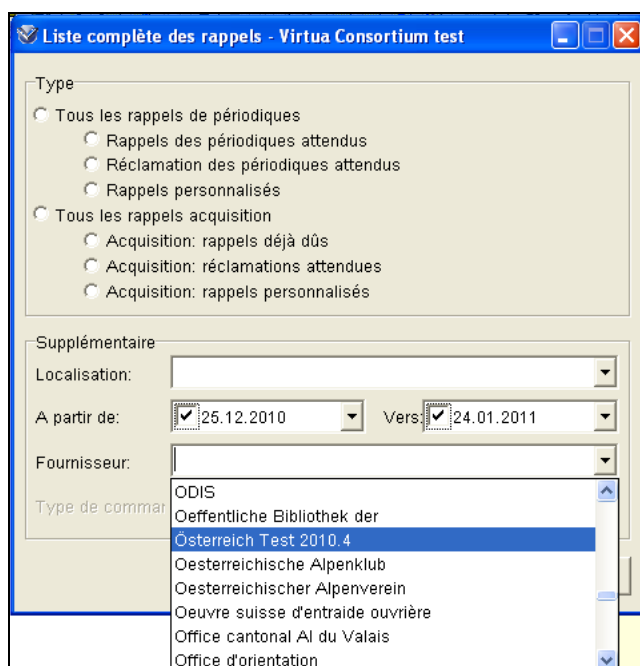 Liste complète des rappels - Virtua Consortium test
Type
Tous les rappels de périodiques
Rappels des périodiques attendus
Réclamation des périodiques attendus
Rappels personnalisés
Tous les rappels acquisition
Acquisition: rappels déjà dûs
Acquisition: réclamations attendues
Acquisition: rappels personnalisés
Supplémentaire
Localisation:
A partir de: 25.12.2010 Vers: 24.01.2011
Fournisseur:
ODIS
Type de commar
Oeffentliche Bibliothek der
Österreich Test 2010.4
Oesterreichische Alpenklub
Oesterreichischer Alpenverein
Oeuvre suisse d'entraide ouvrière
Office cantonal AI du Valais
Office d'orientation